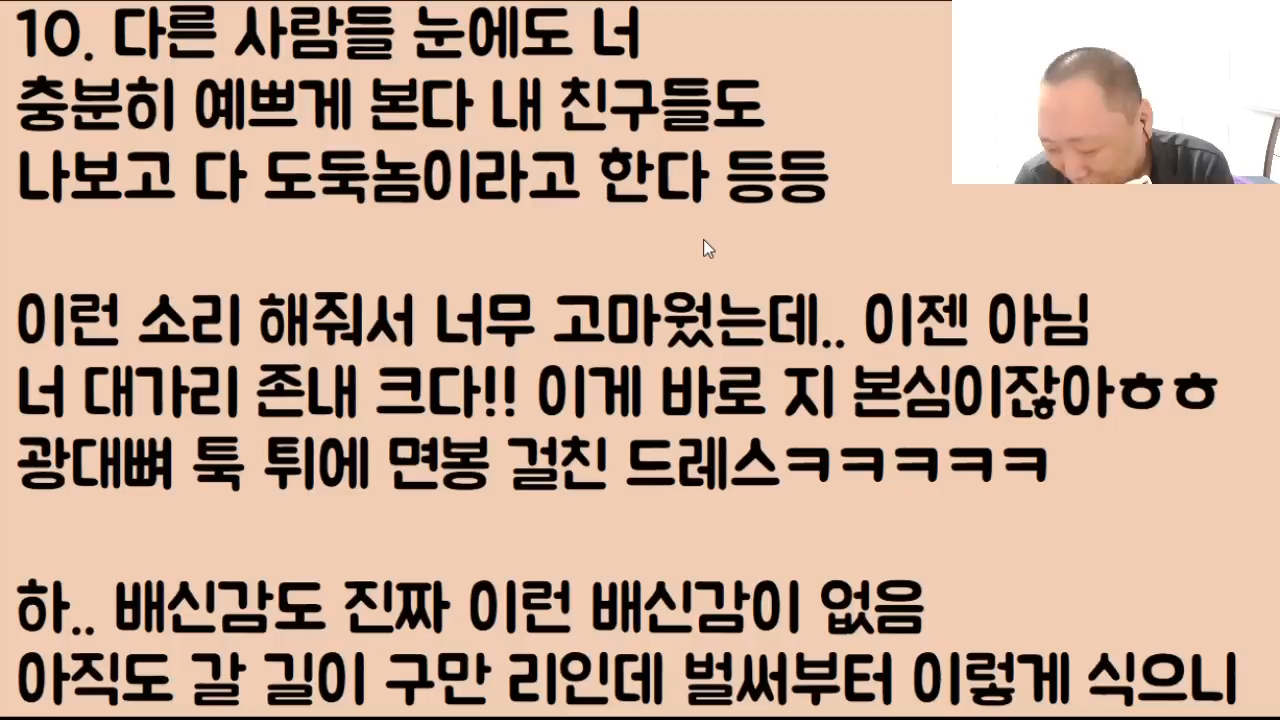 10. 다른 사람들 눈에도 너
충분히 예쁘게 본다 내 친구들도
나보고 다 도둑놈이라고 한다 등등
이런 소리 해줘서 너무 고마웠는데.. 이젠 아님
너 대가리 존내 크다!! 이게 바로 지 본심이잖아ㅎㅎ
광대뼈 툭 튀에 면봉 걸친 드레스ㅋㅋㅋㅋㅋ
하.. 배신감도 진짜 이런 배신감이 없음
아직도 갈 길이 구만 리인데 벌써부터 이렇게 식으니